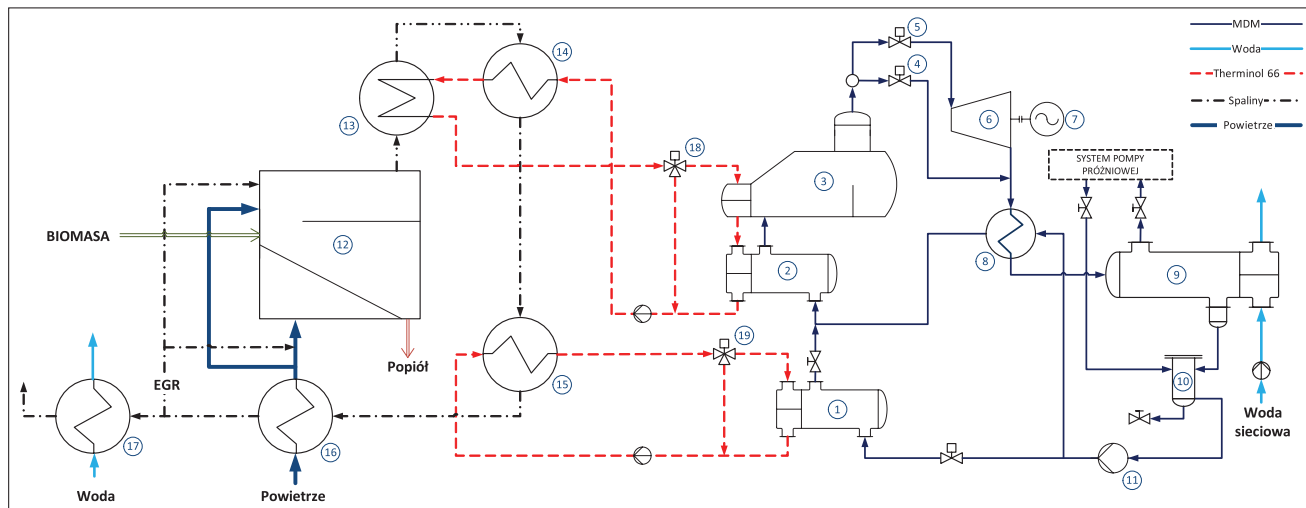 5
14
4
MDM
Woda
Therminol 66
Spaliny
Powietrze
13
6
7
18
SYSTEM POMPY
PRÓŻNIOWEJ
3
BIOMASA
12
2
8
9
19
Popiół
15
EGR
1
10
17
16
11
Woda
sieciowa
Woda
Powietrze